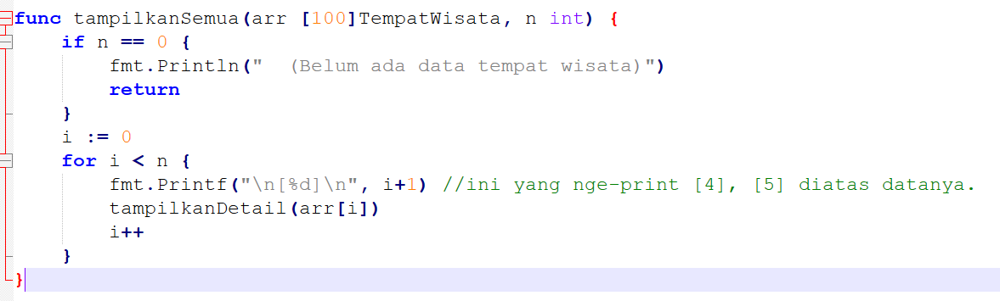 func tampilkanSemua(arr [100]TempatWisata, n int) {
    if n == 0 {
        fmt.Println("  (Belum ada data tempat wisata)")
        return
    }
    i := 0
    for i < n {
        fmt.Printf("\n[%d]\n", i+1) //ini yang nge-print [4], [5] diatas datanya.
        tampilkanDetail(arr[i])
        i++
    }
}